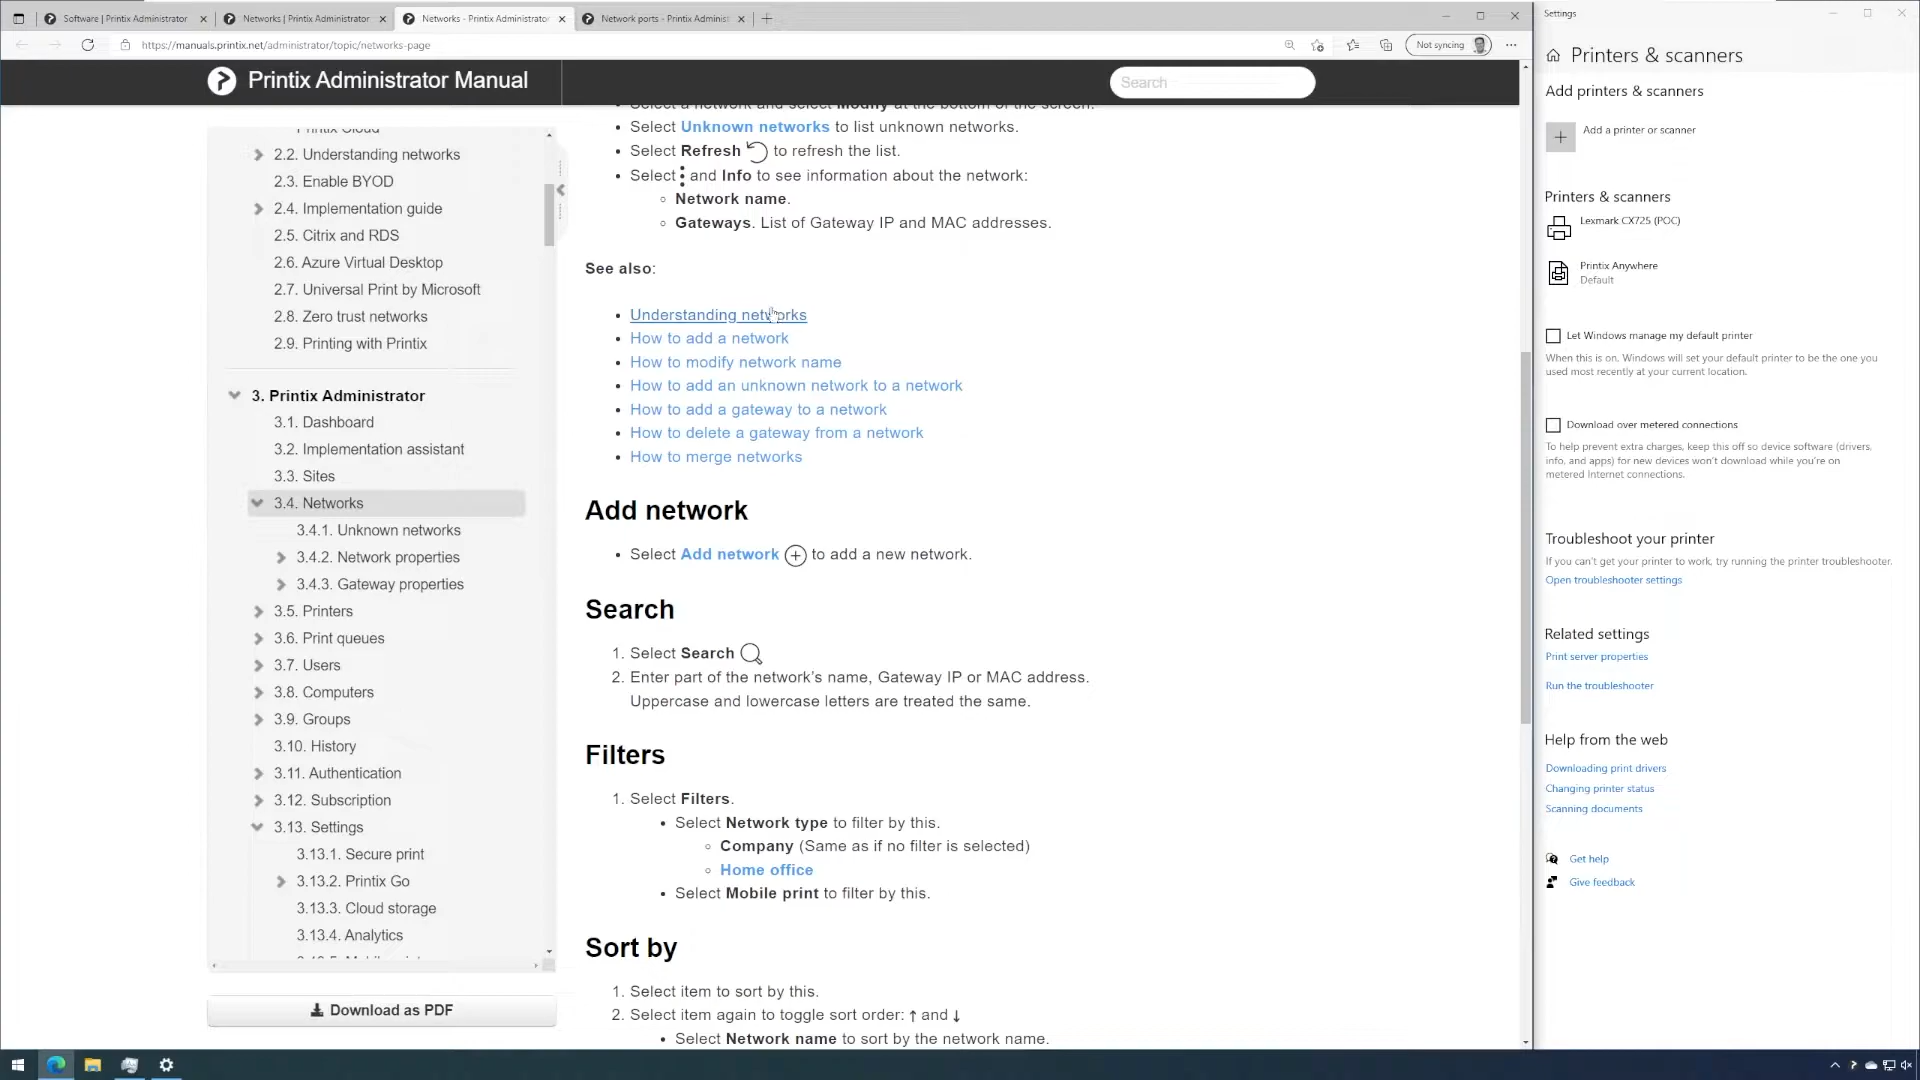 Software | Printix Administrator
Networks | Printix Administrator
Networks - Printix Administrator
Network ports - Printix Adminis
https://manuals.printix.net/administrator/topic/networks-page
Not syncing
Printix Administrator Manual
Search
Printix Cloud
2.2. Understanding networks
2.3. Enable BYOD
2.4. Implementation guide
2.5. Citrix and RDS
2.6. Azure Virtual Desktop
2.7. Universal Print by Microsoft
2.8. Zero trust networks
2.9. Printing with Printix
3. Printix Administrator
3.1. Dashboard
3.2. Implementation assistant
3.3. Sites
3.4. Networks
3.4.1. Unknown networks
3.4.2. Network properties
3.4.3. Gateway properties
3.5. Printers
3.6. Print queues
3.7. Users
3.8. Computers
3.9. Groups
3.10. History
3.11. Authentication
3.12. Subscription
3.13. Settings
3.13.1. Secure print
3.13.2. Printix Go
3.13.3. Cloud storage
3.13.4. Analytics
Download as PDF
Select a network and select Modify at the bottom of the screen.
Select Unknown networks to list unknown networks.
Select Refresh to refresh the list.
Select and Info to see information about the network:
Network name.
Gateways. List of Gateway IP and MAC addresses.
See also:
Understanding networks
How to add a network
How to modify network name
How to add an unknown network to a network
How to add a gateway to a network
How to delete a gateway from a network
How to merge networks
Add network
Select Add network to add a new network.
Search
1. Select Search
2. Enter part of the network's name, Gateway IP or MAC address.
Uppercase and lowercase letters are treated the same.
Filters
1. Select Filters.
Select Network type to filter by this.
Company (Same as if no filter is selected)
Home office
Select Mobile print to filter by this.
Sort by
1. Select item to sort by this.
2. Select item again to toggle sort order: ↑ and ↓
Select Network name to sort by the network name.
Settings
Printers & scanners
Add printers & scanners
Add a printer or scanner
Printers & scanners
Lexmark CX725 (POC)
Printix Anywhere
Default
Let Windows manage my default printer
When this is on, Windows will set your default printer to be the one you
used most recently at your current location.
Download over metered connections
To help prevent extra charges, keep this off so device software (drivers,
info, and apps) for new devices won't download while you're on
metered Internet connections.
Troubleshoot your printer
If you can't get your printer to work, try running the printer troubleshooter.
Open troubleshooter settings
Related settings
Print server properties
Run the troubleshooter
Help from the web
Downloading print drivers
Changing printer status
Scanning documents
Get help
Give feedback